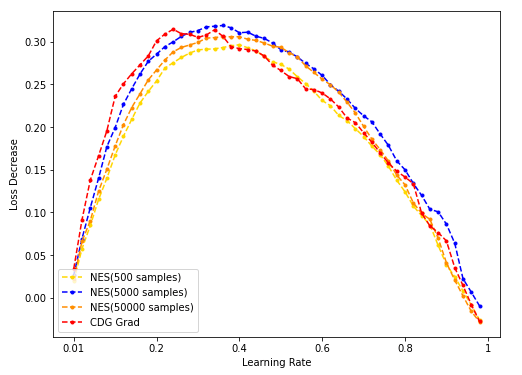 Loss Decrease
0.30
0.25
0.20
0.15
0.10
0.05
0.00
NES(500 samples)
NES(5000 samples)
NES(50000 samples)
CDG Grad
0.01 0.2 0.4 0.6 0.8 1
Learning Rate